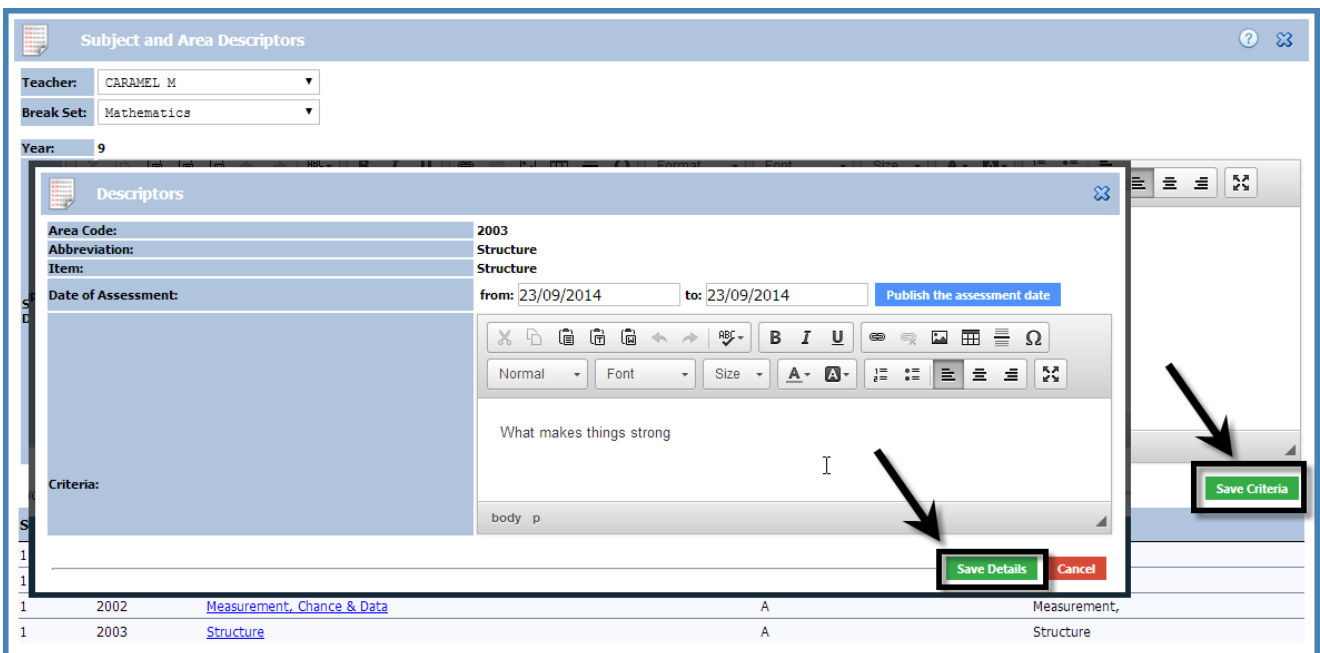 Subject and Area Descriptors
Teacher: CARAMEL M
Break Set: Mathematics
Year: 9
Descriptors
Area Code: 2003
Abbreviation: Structure
Item: Structure
Date of Assessment: from: 23/09/2014 to: 23/09/2014 Publish the assessment date
B I U Ω
Normal Font Size A A
What makes things strong
Criteria:
body p
Save Criteria
Save Details Cancel
1
1
1 2002 Measurement, Chance & Data A Measurement,
1 2003 Structure A Structure